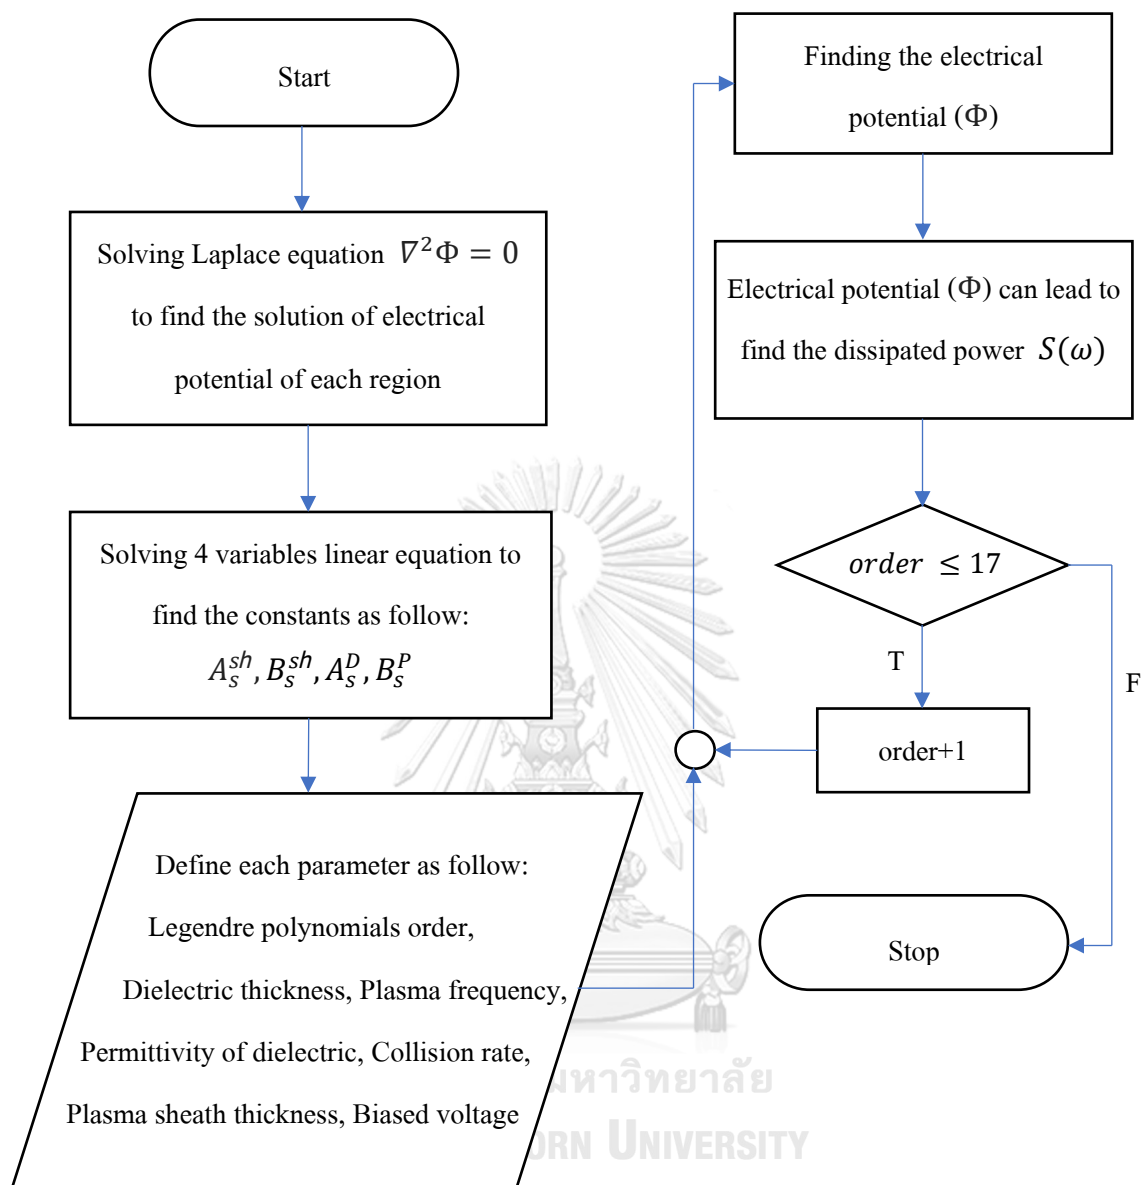 Start
Solving Laplace equation ∇²Φ = 0
to find the solution of electrical
potential of each region
Solving 4 variables linear equation to
find the constants as follow:
A_s^{sh}, B_s^{sh}, A_s^D, B_s^P
Define each parameter as follow:
Legendre polynomials order,
Dielectric thickness, Plasma frequency,
Permittivity of dielectric, Collision rate,
Plasma sheath thickness, Biased voltage
Finding the electrical
potential (Φ)
Electrical potential (Φ) can lead to
find the dissipated power S(ω)
order ≤ 17
T
F
order+1
Stop
มหาวิทยาลัย
ORN UNIVERSITY